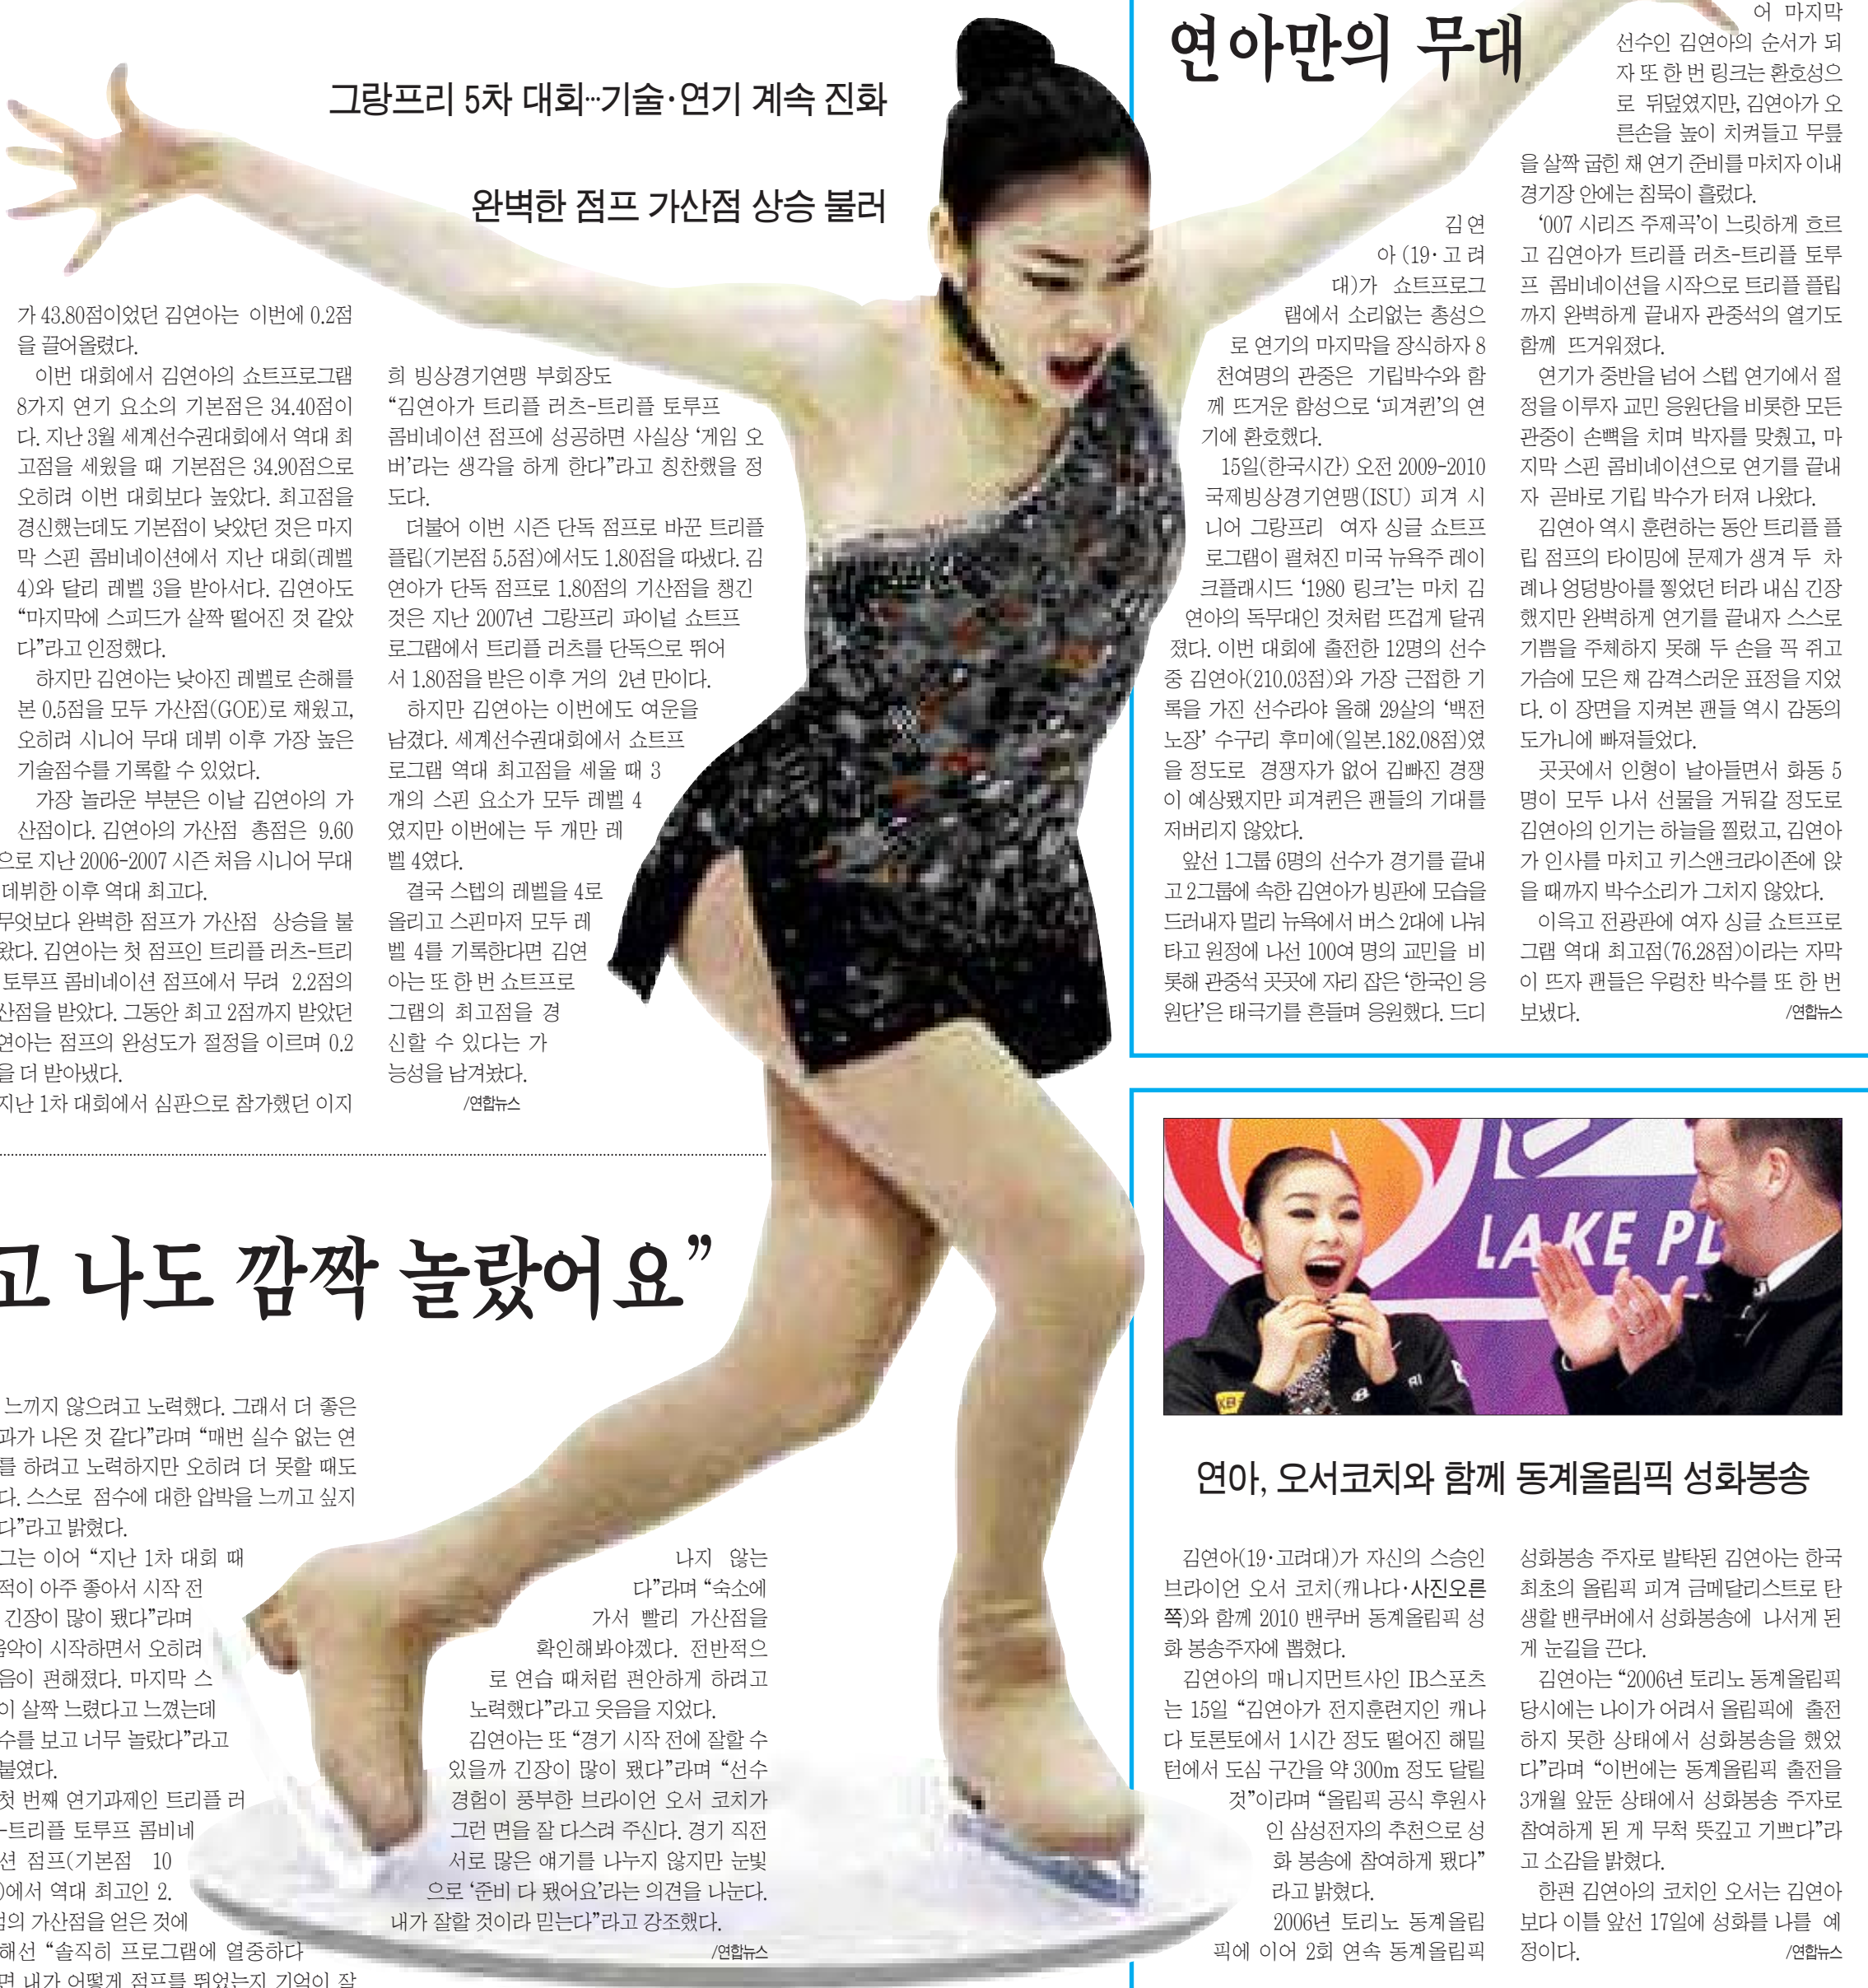 그랑프리 5차 대회…기술·연기 계속 진화
완벽한 점프 가산점 상승 불러
가 43.80점이었던 김연아는 이번에 0.2점
을 끌어올렸다.
이번 대회에서 김연아의 쇼트프로그램
8가지 연기 요소의 기본점은 34.40점이
다. 지난 3월 세계선수권대회에서 역대 최
고점을 세웠을 때 기본점은 34.90점으로
오히려 이번 대회보다 높았다. 최고점을
경신했는데도 기본점이 낮았던 것은 마지
막 스핀 콤비네이션에서 지난 대회(레벨
4)와 달리 레벨 3을 받아서다. 김연아도
“마지막에 스피드가 살짝 떨어진 것 같았
다”라고 인정했다.
하지만 김연아는 낮아진 레벨로 손해를
본 0.5점을 모두 가산점(GOE)로 채웠고,
오히려 시니어 무대 데뷔 이후 가장 높은
기술점수를 기록할 수 있었다.
가장 놀라운 부분은 이날 김연아의 가
산점이다. 김연아의 가산점 총점은 9.60
으로 지난 2006-2007 시즌 처음 시니어 무대
데뷔한 이후 역대 최고다.
무엇보다 완벽한 점프가 가산점 상승을 불
왔다. 김연아는 첫 점프인 트리플 러츠-트리
토루프 콤비네이션 점프에서 무려 2.2점의
산점을 받았다. 그동안 최고 2점까지 받았던
연아는 점프의 완성도가 절정을 이르며 0.2
을 더 받아냈다.
지난 1차 대회에서 심판으로 참가했던 이지
희 빙상경기연맹 부회장도
“김연아가 트리플 러츠-트리플 토루프
콤비네이션 점프에 성공하면 사실상 ‘게임 오
버’라는 생각을 하게 한다”라고 칭찬했을 정
도다.
더불어 이번 시즌 단독 점프로 바꾼 트리플
플립(기본점 5.5점)에서도 1.80점을 따냈다. 김
연아가 단독 점프로 1.80점의 기산점을 챙긴
것은 지난 2007년 그랑프리 파이널 쇼트프
로그램에서 트리플 러츠를 단독으로 뛰어
서 1.80점을 받은 이후 거의 2년 만이다.
하지만 김연아는 이번에도 여운을
남겼다. 세계선수권대회에서 쇼트프
로그램 역대 최고점을 세울 때 3
개의 스핀 요소가 모두 레벨 4
였지만 이번에는 두 개만 레
벨 4였다.
결국 스텝의 레벨을 4로
올리고 스핀마저 모두 레
벨 4를 기록한다면 김연
아는 또 한 번 쇼트프로
그램의 최고점을 경
신할 수 있다는 가
능성을 남겨놨다.
/연합뉴스
연아만의 무대
김연
아(19·고려
대)가 쇼트프로그
램에서 소리없는 총성으
로 연기의 마지막을 장식하자 8
천여명의 관중은 기립박수와 함
께 뜨거운 함성으로 ‘피겨퀸’의 연
기에 환호했다.
15일(한국시간) 오전 2009-2010
국제빙상경기연맹(ISU) 피겨 시
니어 그랑프리 여자 싱글 쇼트프
로그램이 펼쳐진 미국 뉴욕주 레이
크플래시드 ‘1980 링크’는 마치 김
연아의 독무대인 것처럼 뜨겁게 달궈
졌다. 이번 대회에 출전한 12명의 선수
중 김연아(210.03점)와 가장 근접한 기
록을 가진 선수라야 올해 29살의 ‘백전
노장’ 수구리 후미에(일본.182.08점)였
을 정도로 경쟁자가 없어 김빠진 경쟁
이 예상됐지만 피겨퀸은 팬들의 기대를
저버리지 않았다.
앞선 1그룹 6명의 선수가 경기를 끝내
고 2그룹에 속한 김연아가 빙판에 모습을
드러내자 멀리 뉴욕에서 버스 2대에 나눠
타고 원정에 나선 100여 명의 교민을 비
롯해 관중석 곳곳에 자리 잡은 ‘한국인 응
원단’은 태극기를 흔들며 응원했다. 드디
어 마지막
선수인 김연아의 순서가 되
자 또 한 번 링크는 환호성으
로 뒤덮였지만, 김연아가 오
른손을 높이 치켜들고 무릎
을 살짝 굽힌 채 연기 준비를 마치자 이내
경기장 안에는 침묵이 흘렀다.
‘007 시리즈 주제곡’이 느릿하게 흐르
고 김연아가 트리플 러츠-트리플 토루
프 콤비네이션을 시작으로 트리플 플립
까지 완벽하게 끝내자 관중석의 열기도
함께 뜨거워졌다.
연기가 중반을 넘어 스텝 연기에서 절
정을 이루자 교민 응원단을 비롯한 모든
관중이 손뼉을 치며 박자를 맞췄고, 마
지막 스핀 콤비네이션으로 연기를 끝내
자 곧바로 기립 박수가 터져 나왔다.
김연아 역시 훈련하는 동안 트리플 플
립 점프의 타이밍에 문제가 생겨 두 차
례나 엉덩방아를 찧었던 터라 내심 긴장
했지만 완벽하게 연기를 끝내자 스스로
기쁨을 주체하지 못해 두 손을 꼭 쥐고
가슴에 모은 채 감격스러운 표정을 지었
다. 이 장면을 지켜본 팬들 역시 감동의
도가니에 빠져들었다.
곳곳에서 인형이 날아들면서 화동 5
명이 모두 나서 선물을 거둬갈 정도로
김연아의 인기는 하늘을 찔렀고, 김연아
가 인사를 마치고 키스앤크라이존에 앉
을 때까지 박수소리가 그치지 않았다.
이윽고 전광판에 여자 싱글 쇼트프로
그램 역대 최고점(76.28점)이라는 자막
이 뜨자 팬들은 우렁찬 박수를 또 한 번
보냈다.
/연합뉴스
고 나도 깜짝 놀랐어요”
느끼지 않으려고 노력했다. 그래서 더 좋은
과가 나온 것 같다”라며 “매번 실수 없는 연
를 하려고 노력하지만 오히려 더 못할 때도
다. 스스로 점수에 대한 압박을 느끼고 싶지
다”라고 밝혔다.
그는 이어 “지난 1차 대회 때
적이 아주 좋아서 시작 전
긴장이 많이 됐다”라며
음악이 시작하면서 오히려
음이 편해졌다. 마지막 스
이 살짝 느렸다고 느꼈는데
수를 보고 너무 놀랐다”라고
붙였다.
첫 번째 연기과제인 트리플 러
-트리플 토루프 콤비네
션 점프(기본점 10
)에서 역대 최고인 2.
점의 가산점을 얻은 것에
해선 “솔직히 프로그램에 열중하다
면 내가 어떻게 점프를 뛰었는지 기억이 잘
나지 않는
다”라며 “숙소에
가서 빨리 가산점을
확인해봐야겠다. 전반적으
로 연습 때처럼 편안하게 하려고
노력했다”라고 웃음을 지었다.
김연아는 또 “경기 시작 전에 잘할 수
있을까 긴장이 많이 됐다”라며 “선수
경험이 풍부한 브라이언 오서 코치가
그런 면을 잘 다스려 주신다. 경기 직전
서로 많은 얘기를 나누지 않지만 눈빛
으로 ‘준비 다 됐어요’라는 의견을 나눈다.
내가 잘할 것이라 믿는다”라고 강조했다.
/연합뉴스
LAKE PL
KB
연아, 오서코치와 함께 동계올림픽 성화봉송
김연아(19·고려대)가 자신의 스승인
브라이언 오서 코치(캐나다·사진오른
쪽)와 함께 2010 밴쿠버 동계올림픽 성
화 봉송주자에 뽑혔다.
김연아의 매니지먼트사인 IB스포츠
는 15일 “김연아가 전지훈련지인 캐나
다 토론토에서 1시간 정도 떨어진 해밀
턴에서 도심 구간을 약 300m 정도 달릴
것”이라며 “올림픽 공식 후원사
인 삼성전자의 추천으로 성
화 봉송에 참여하게 됐다”
라고 밝혔다.
2006년 토리노 동계올림
픽에 이어 2회 연속 동계올림픽
성화봉송 주자로 발탁된 김연아는 한국
최초의 올림픽 피겨 금메달리스트로 탄
생할 밴쿠버에서 성화봉송에 나서게 된
게 눈길을 끈다.
김연아는 “2006년 토리노 동계올림픽
당시에는 나이가 어려서 올림픽에 출전
하지 못한 상태에서 성화봉송을 했었
다”라며 “이번에는 동계올림픽 출전을
3개월 앞둔 상태에서 성화봉송 주자로
참여하게 된 게 무척 뜻깊고 기쁘다”라
고 소감을 밝혔다.
한편 김연아의 코치인 오서는 김연아
보다 이틀 앞선 17일에 성화를 나를 예
정이다.
/연합뉴스